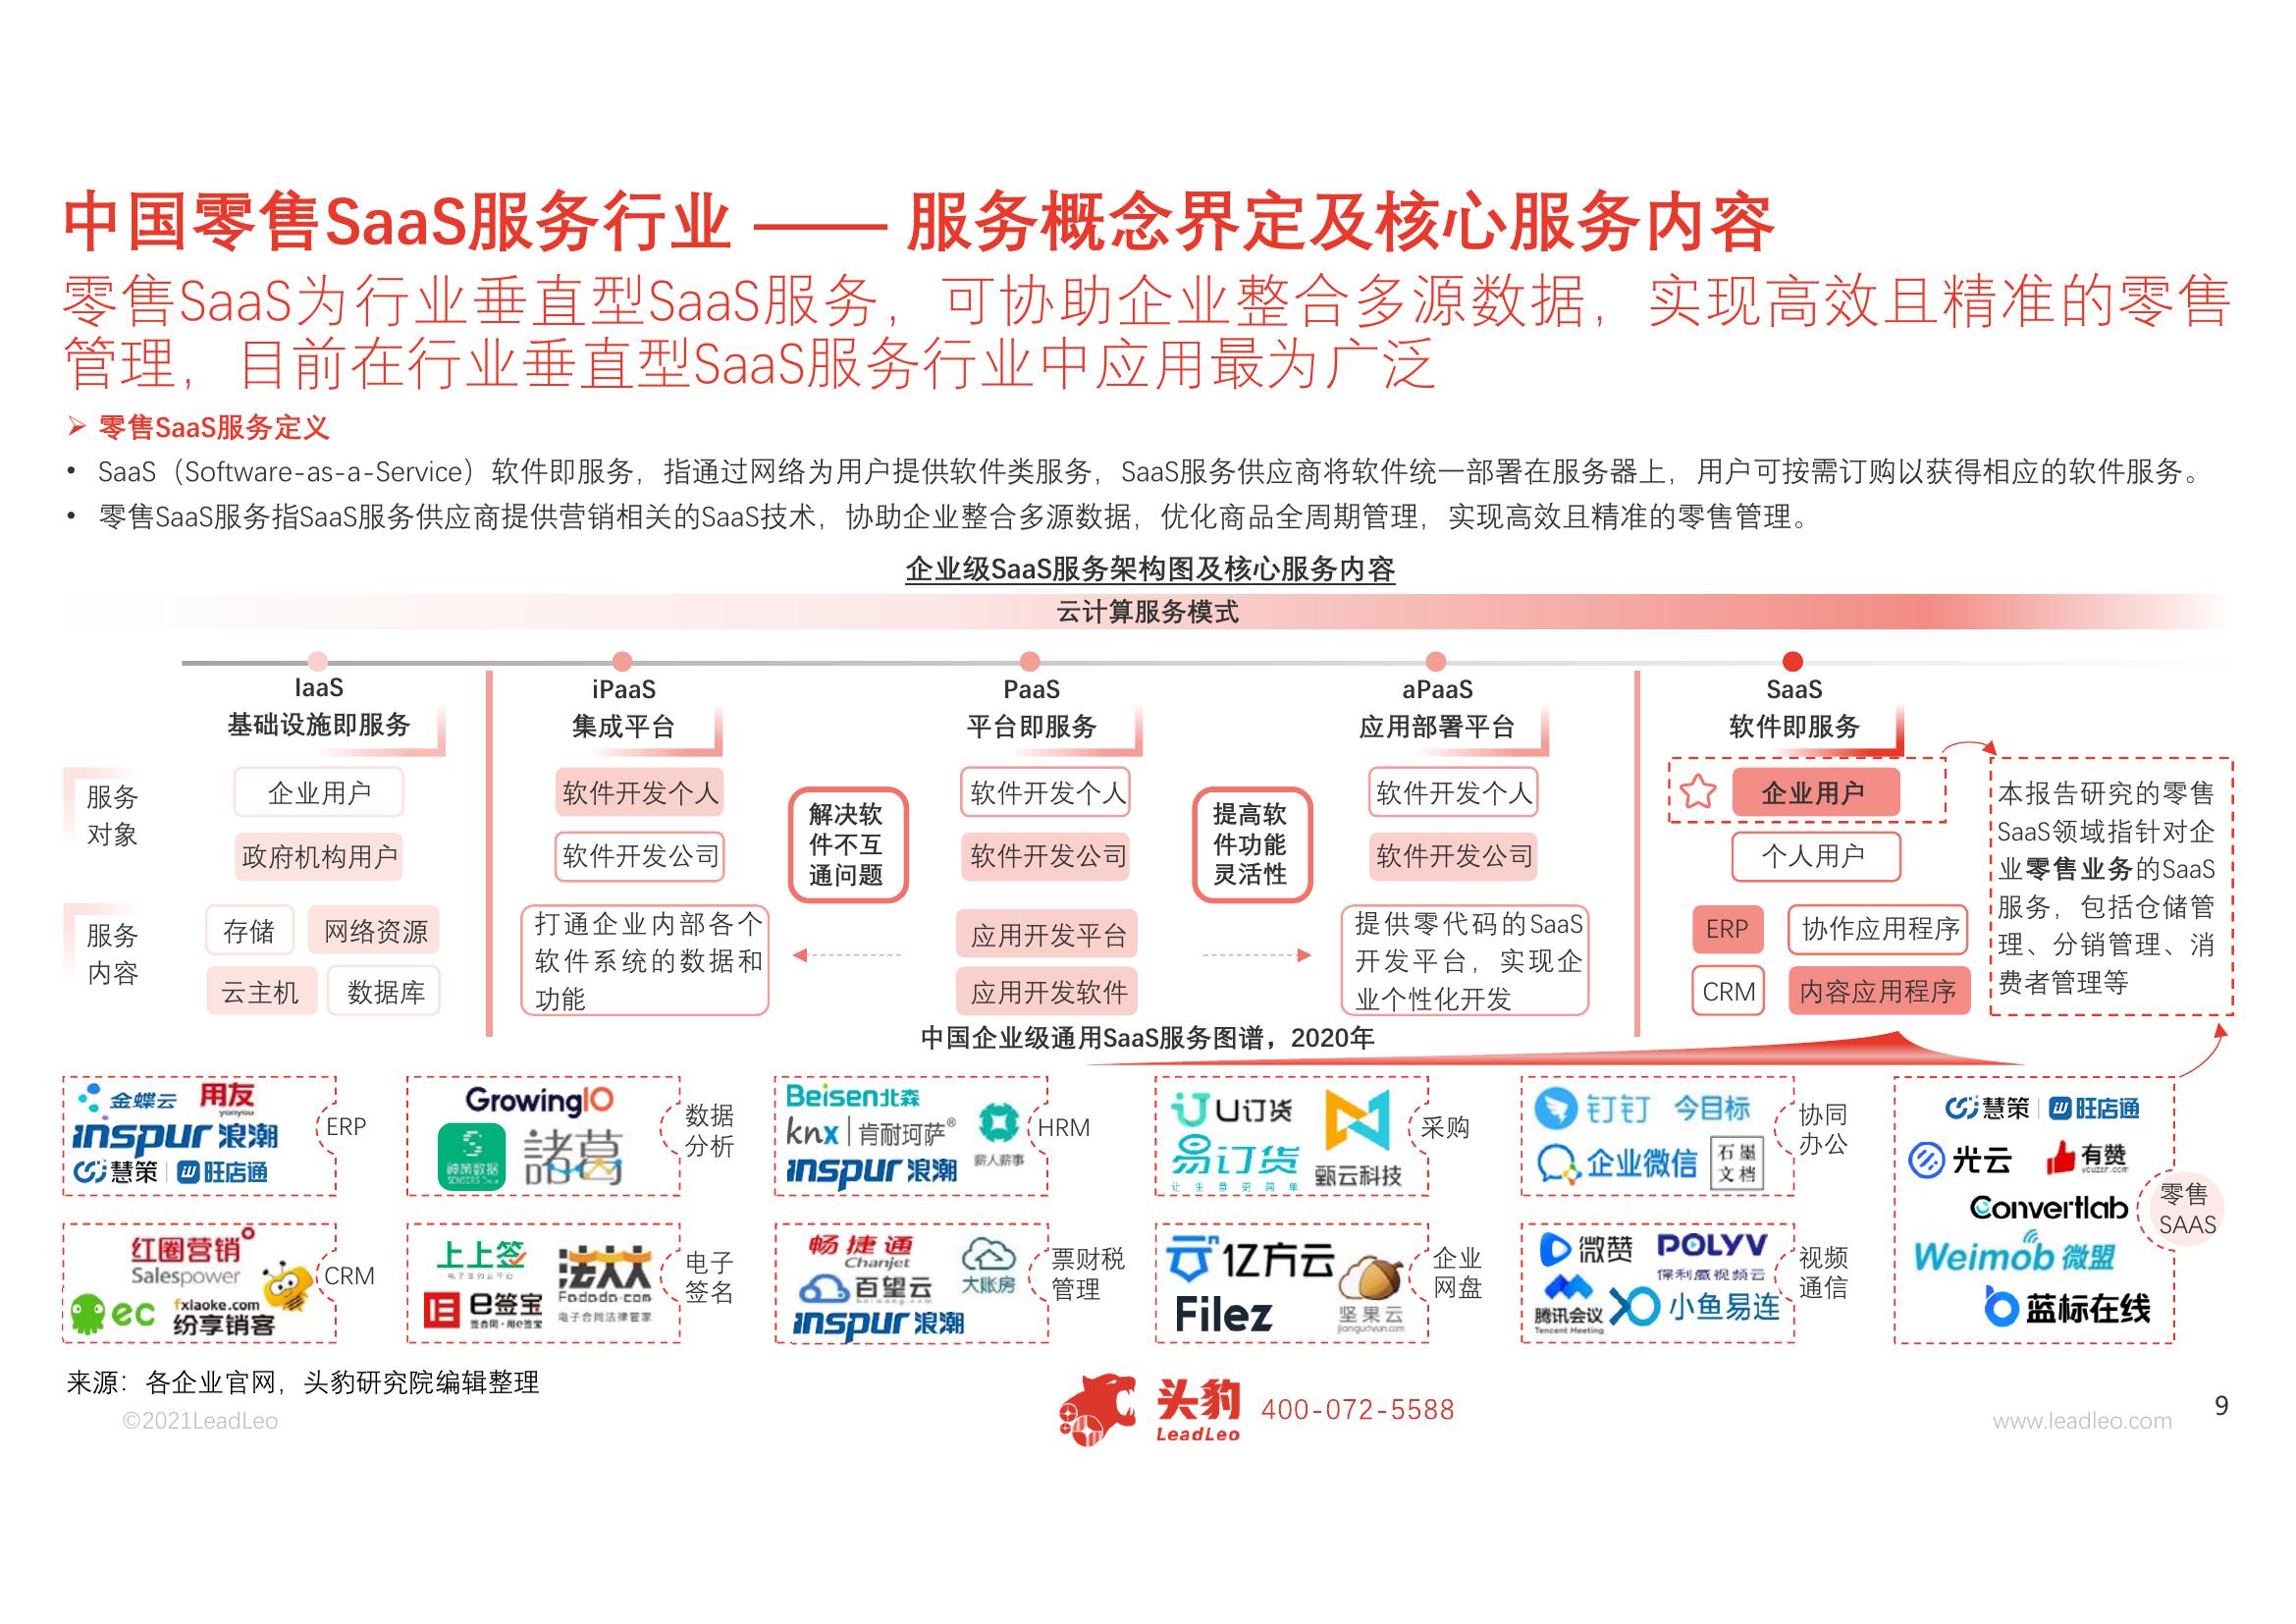 中国零售SaaS服务行业 —— 服务概念界定及核心服务内容
零售SaaS为行业垂直型SaaS服务，可协助企业整合多源数据，实现高效且精准的零售
管理，目前在行业垂直型SaaS服务行业中应用最为广泛
➢ 零售SaaS服务定义
• SaaS（Software-as-a-Service）软件即服务，指通过网络为用户提供软件类服务，SaaS服务供应商将软件统一部署在服务器上，用户可按需订购以获得相应的软件服务。
• 零售SaaS服务指SaaS服务供应商提供营销相关的SaaS技术，协助企业整合多源数据，优化商品全周期管理，实现高效且精准的零售管理。
企业级SaaS服务架构图及核心服务内容
云计算服务模式
IaaS
基础设施即服务
iPaaS
集成平台
PaaS
平台即服务
aPaaS
应用部署平台
SaaS
软件即服务
服务
对象
企业用户
政府机构用户
软件开发个人
软件开发公司
解决软
件不互
通问题
软件开发个人
软件开发公司
提高软
件功能
灵活性
软件开发个人
软件开发公司
企业用户
个人用户
服务
内容
存储
网络资源
云主机
数据库
打通企业内部各个
软件系统的数据和
功能
应用开发平台
应用开发软件
提供零代码的SaaS
开发平台，实现企
业个性化开发
ERP
协作应用程序
CRM
内容应用程序
本报告研究的零售
SaaS领域指针对企
业零售业务的SaaS
服务，包括仓储管
理、分销管理、消
费者管理等
中国企业级通用SaaS服务图谱，2020年
金蝶云
用友
yonyou
inspur 浪潮
慧策 | 旺店通
ERP
GrowingIO
神策数据
諸葛
数据
分析
Beisen北森
knx | 肯耐珂萨®
薪人薪事
inspur 浪潮
HRM
U订货
易订货
让生意更简单
甄云科技
采购
钉钉
今目标
企业微信
石墨
文档
协同
办公
慧策 | 旺店通
光云
有赞
youzan.com
Convertlab
Weimob 微盟
蓝标在线
零售
SAAS
红圈营销
Salespower
ec
fxiaoke.com
纷享销客
CRM
上上签
法大大
Fadada.com
电子合同法律管家
e签宝
签合同·用e签宝
电子
签名
畅捷通
Chanjet
百望云
大账房
inspur 浪潮
票财税
管理
亿方云
Filez
坚果云
jianguoyun.com
企业
网盘
微赞
POLYV
保利威视频云
腾讯会议
Tencent Meeting
小鱼易连
视频
通信
来源：各企业官网，头豹研究院编辑整理
©2021LeadLeo
头豹
LeadLeo
400-072-5588
www.leadleo.com
9